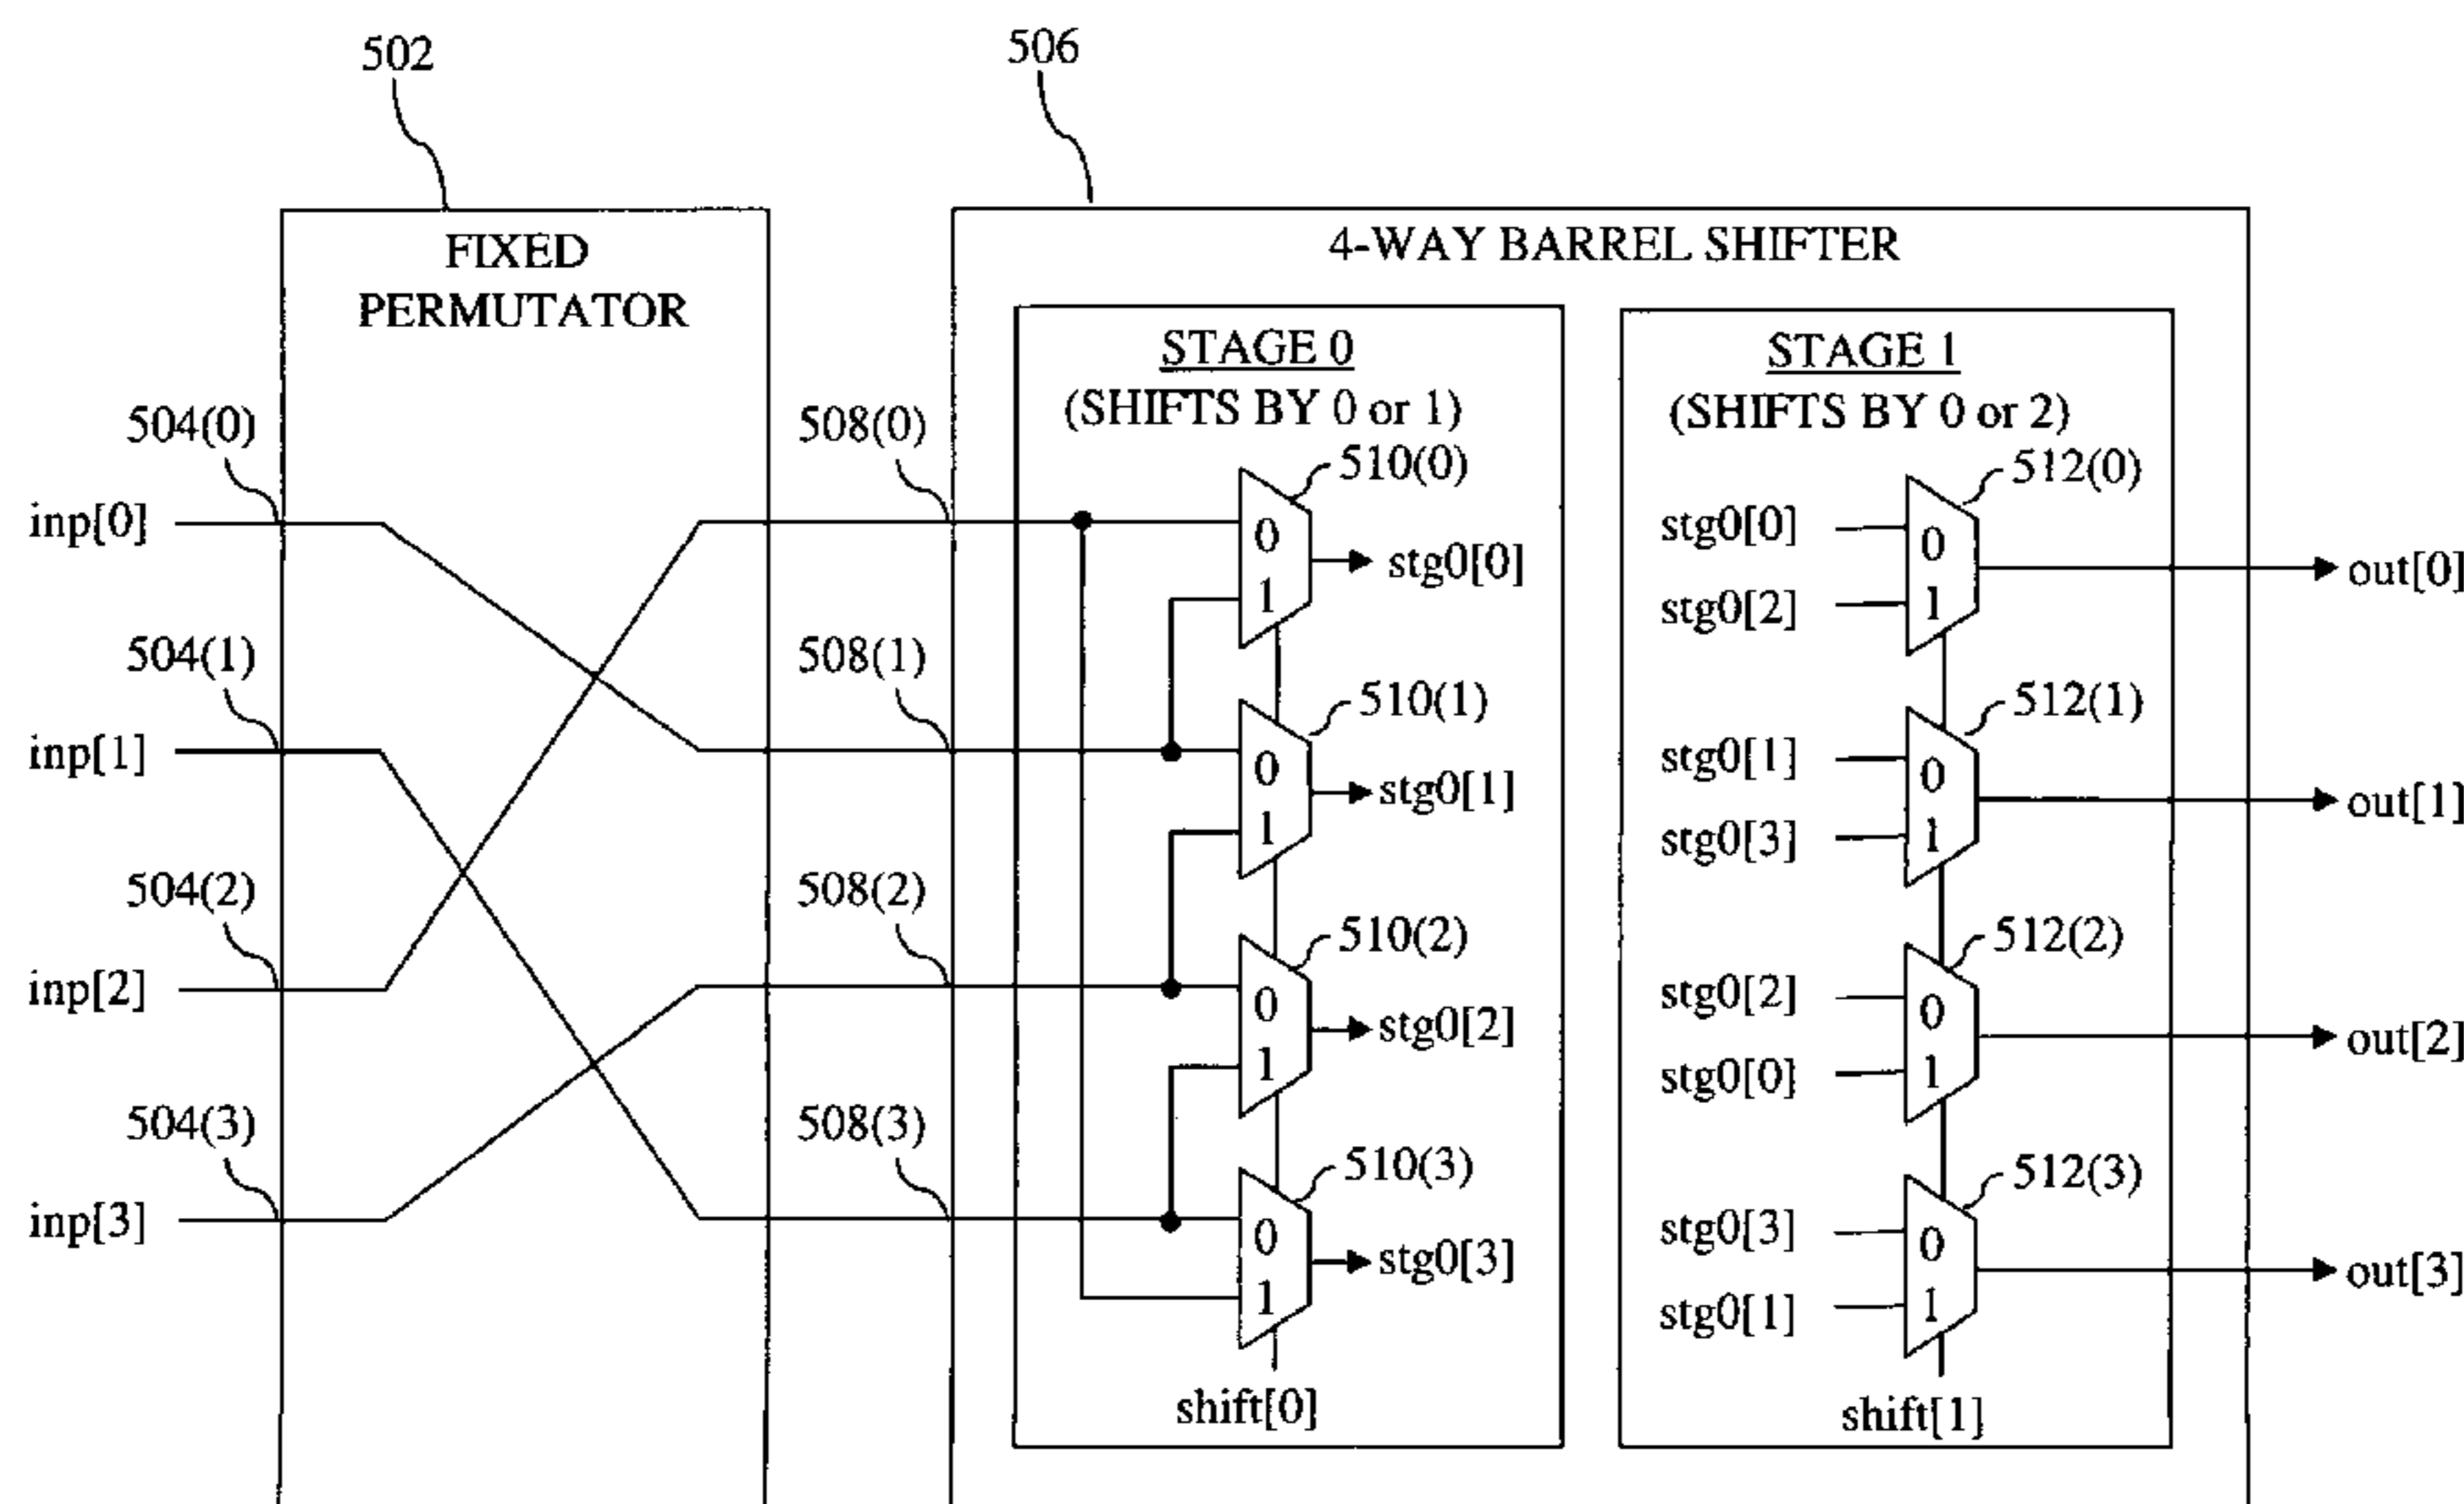 502
506
FIXED
PERMUTATOR
4-WAY BARREL SHIFTER
STAGE 0
(SHIFTS BY 0 or 1)
STAGE 1
(SHIFTS BY 0 or 2)
504(0)
508(0)
510(0)
512(0)
inp[0]
0
1
stg0[0]
stg0[0]
stg0[2]
0
1
out[0]
504(1)
508(1)
510(1)
512(1)
inp[1]
0
1
stg0[1]
stg0[1]
stg0[3]
0
1
out[1]
504(2)
508(2)
510(2)
512(2)
inp[2]
0
1
stg0[2]
stg0[2]
stg0[0]
0
1
out[2]
504(3)
508(3)
510(3)
512(3)
inp[3]
0
1
stg0[3]
stg0[3]
stg0[1]
0
1
out[3]
shift[0]
shift[1]